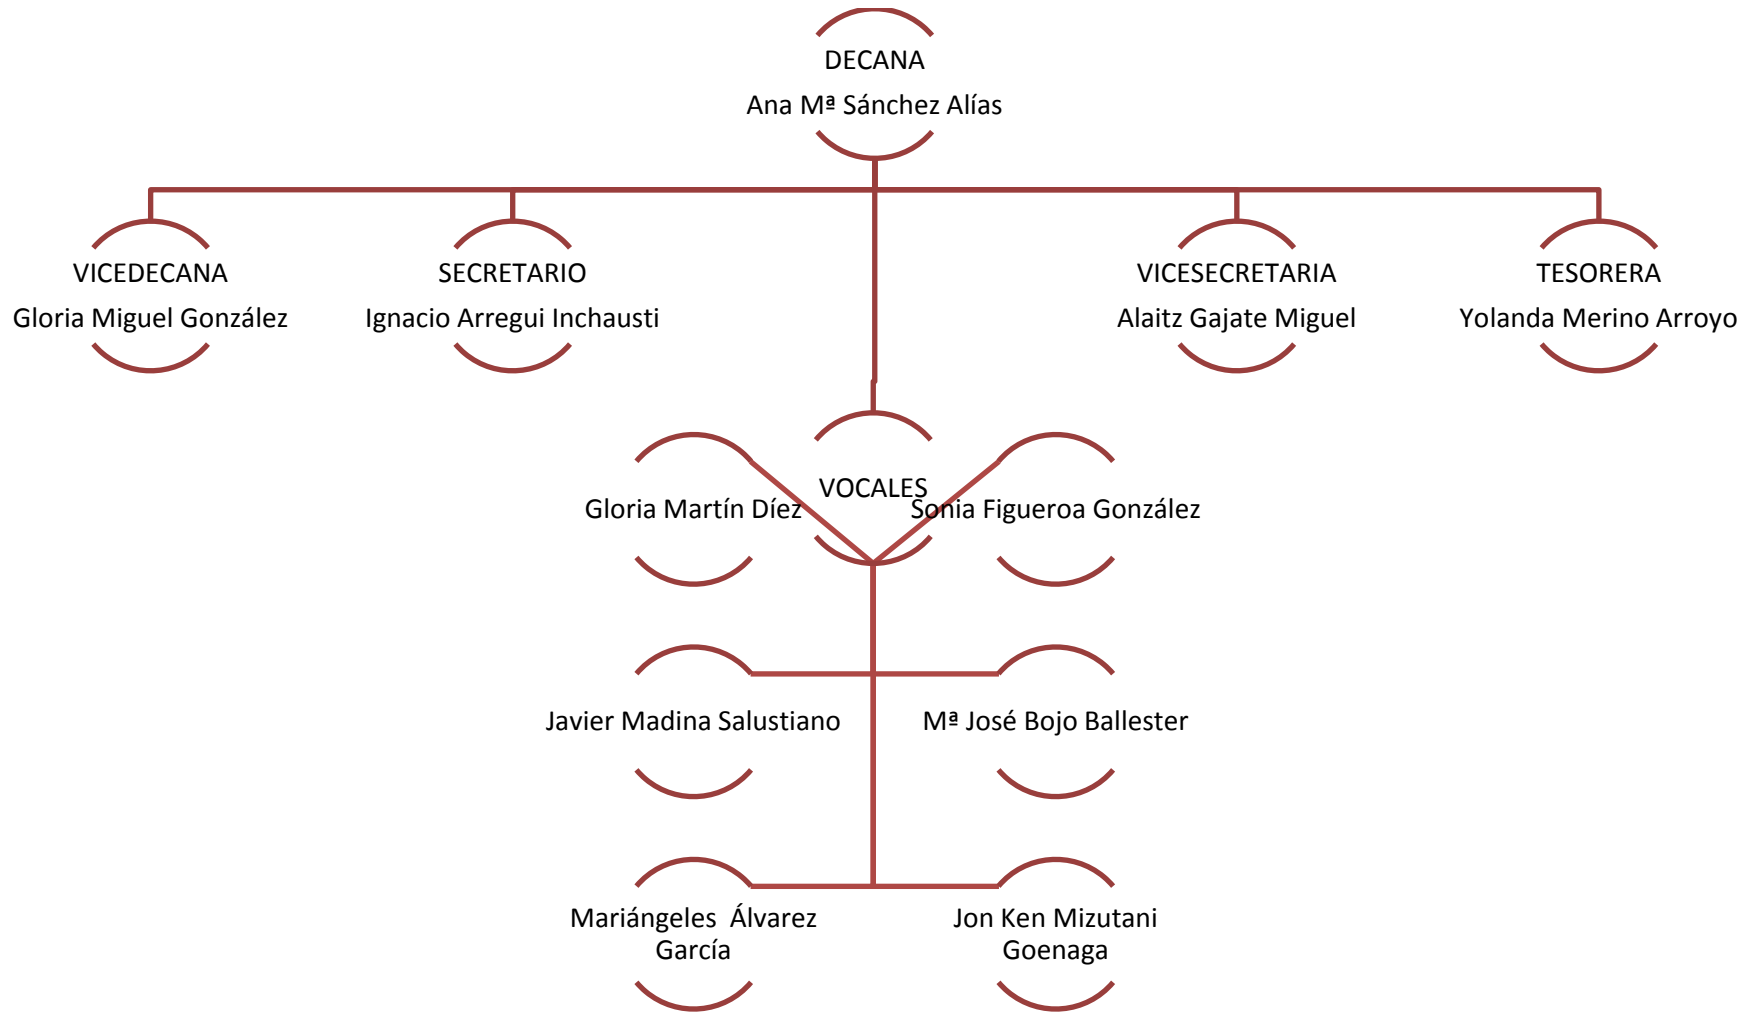 DECANA
Ana Mª Sánchez Alías
VICEDECANA
Gloria Miguel González
SECRETARIO
Ignacio Arregui Inchausti
VICESECRETARIA
Alaitz Gajate Miguel
TESORERA
Yolanda Merino Arroyo
VOCALES
Gloria Martín Díez
Sonia Figueroa González
Javier Madina Salustiano
Mª José Bojo Ballester
Mariángeles Álvarez
García
Jon Ken Mizutani
Goenaga